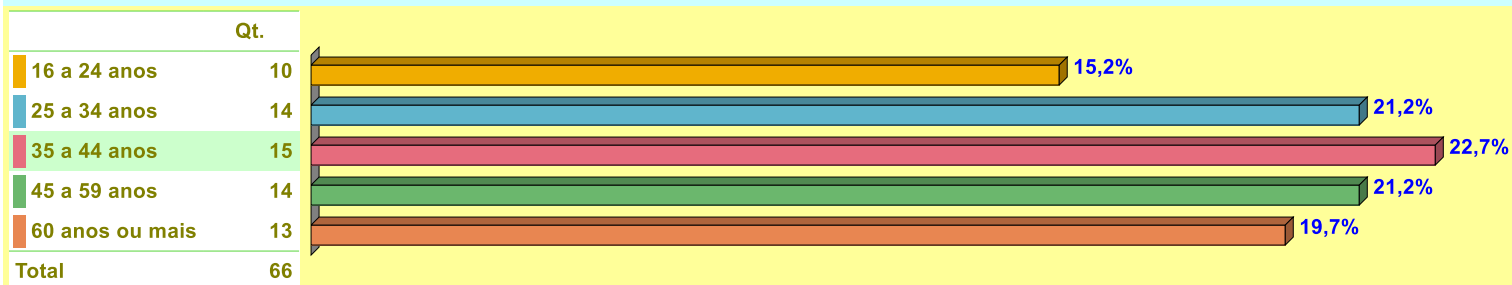 Qt.
16 a 24 anos 10 15,2%
25 a 34 anos 14 21,2%
35 a 44 anos 15 22,7%
45 a 59 anos 14 21,2%
60 anos ou mais 13 19,7%
Total 66